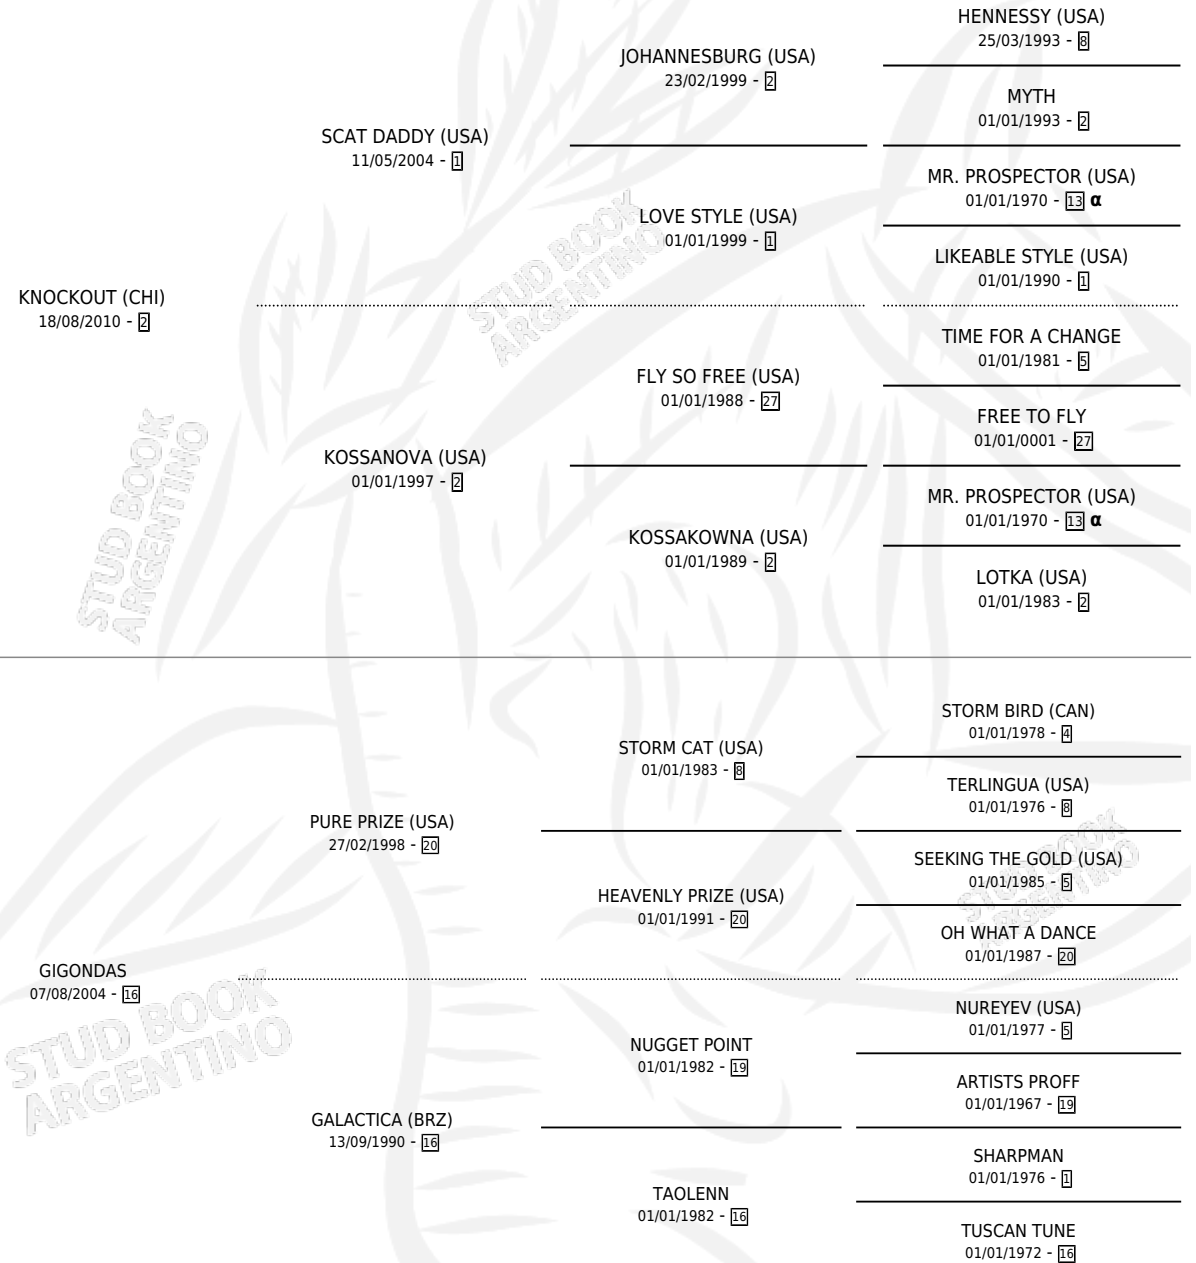 HENNESSY (USA)
25/03/1993 - 8
JOHANNESBURG (USA)
23/02/1999 - 2
MYTH
01/01/1993 - 2
SCAT DADDY (USA)
11/05/2004 - 1
MR. PROSPECTOR (USA)
01/01/1970 - 13 α
LOVE STYLE (USA)
01/01/1999 - 1
LIKEABLE STYLE (USA)
01/01/1990 - 1
KNOCKOUT (CHI)
18/08/2010 - 2
TIME FOR A CHANGE
01/01/1981 - 5
FLY SO FREE (USA)
01/01/1988 - 27
FREE TO FLY
01/01/0001 - 27
KOSSANOVA (USA)
01/01/1997 - 2
MR. PROSPECTOR (USA)
01/01/1970 - 13 α
KOSSAKOWNA (USA)
01/01/1989 - 2
LOTKA (USA)
01/01/1983 - 2
STUD BOOK
ARGENTINO
STUD BOOK
ARGENTINO
STORM BIRD (CAN)
01/01/1978 - 4
STORM CAT (USA)
01/01/1983 - 8
TERLINGUA (USA)
01/01/1976 - 8
PURE PRIZE (USA)
27/02/1998 - 20
SEEKING THE GOLD (USA)
01/01/1985 - 5
HEAVENLY PRIZE (USA)
01/01/1991 - 20
OH WHAT A DANCE
01/01/1987 - 20
STUD BOOK
ARGENTINO
GIGONDAS
07/08/2004 - 16
NUREYEV (USA)
01/01/1977 - 5
NUGGET POINT
01/01/1982 - 19
ARTISTS PROFF
01/01/1967 - 19
GALACTICA (BRZ)
13/09/1990 - 16
SHARPMAN
01/01/1976 - 1
TAOLENN
01/01/1982 - 16
TUSCAN TUNE
01/01/1972 - 16
STUD BOOK
ARGENTINO